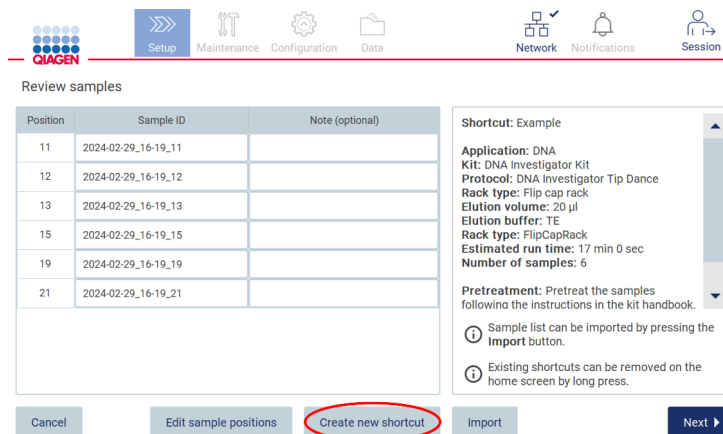 QIAGEN
Setup
Maintenance
Configuration
Data
Network
Notifications
Session
Review samples
Position Sample ID Note (optional)
11 2024-02-29_16-19_11
12 2024-02-29_16-19_12
13 2024-02-29_16-19_13
15 2024-02-29_16-19_15
19 2024-02-29_16-19_19
21 2024-02-29_16-19_21
Shortcut: Example
Application: DNA
Kit: DNA Investigator Kit
Protocol: DNA Investigator Tip Dance
Rack type: Flip cap rack
Elution volume: 20 µl
Elution buffer: TE
Rack type: FlipCapRack
Estimated run time: 17 min 0 sec
Number of samples: 6
Pretreatment: Pretreat the samples
following the instructions in the kit handbook.
Sample list can be imported by pressing the
Import button.
Existing shortcuts can be removed on the
home screen by long press.
Cancel
Edit sample positions
Create new shortcut
Import
Next